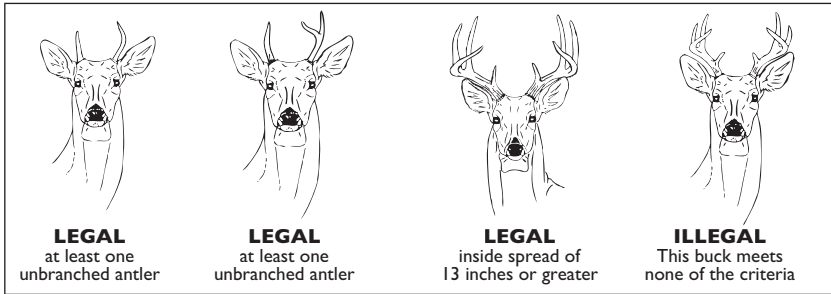 LEGAL
at least one
unbranched antler
LEGAL
at least one
unbranched antler
LEGAL
inside spread of
13 inches or greater
ILLEGAL
This buck meets
none of the criteria